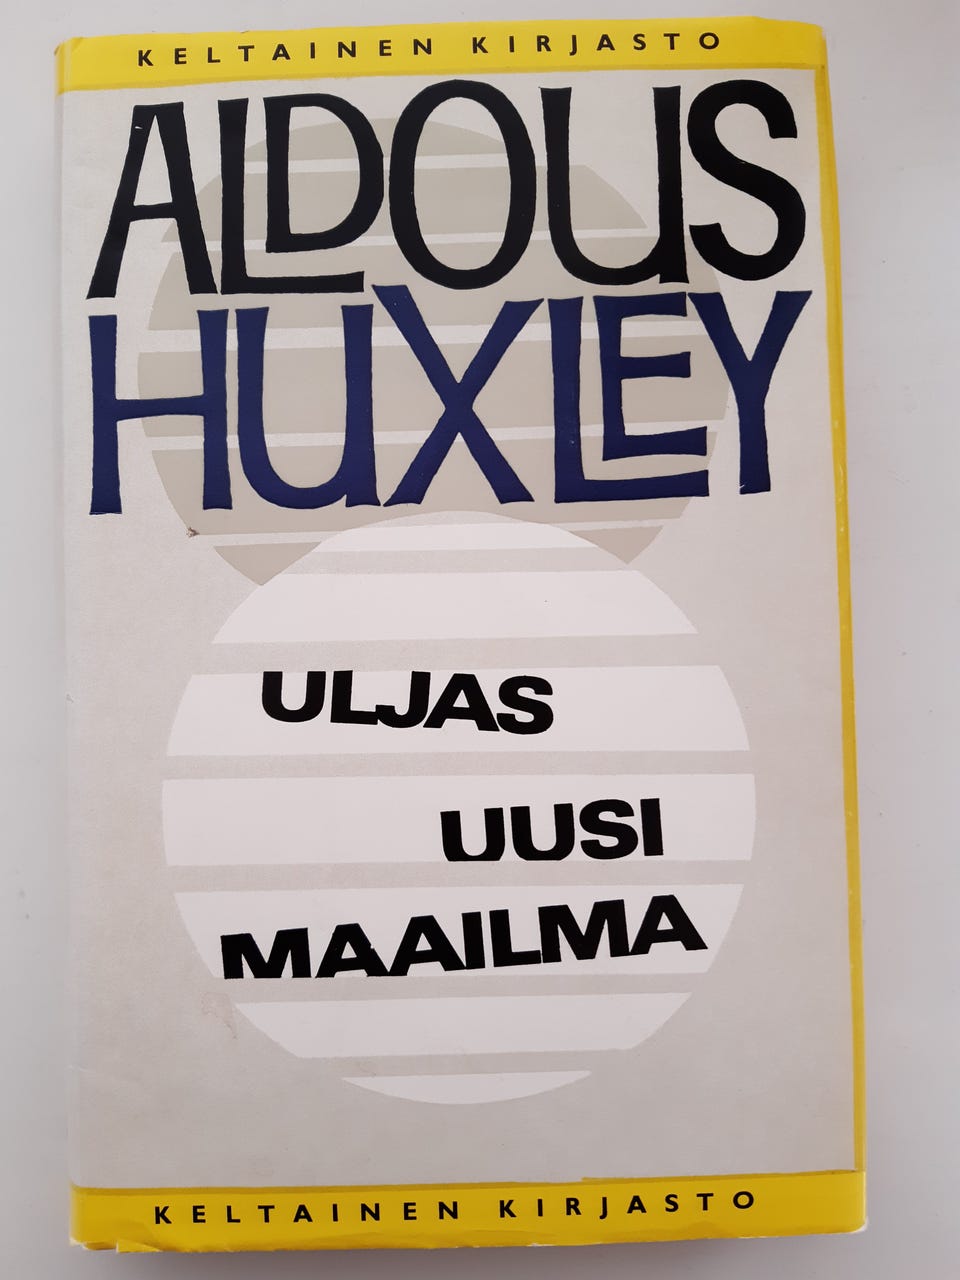 KELTAINEN KIRJASTO
ALDOUS
HUXLEY
ULJAS
UUSI
MAAILMA
KELTAINEN KIRJASTO